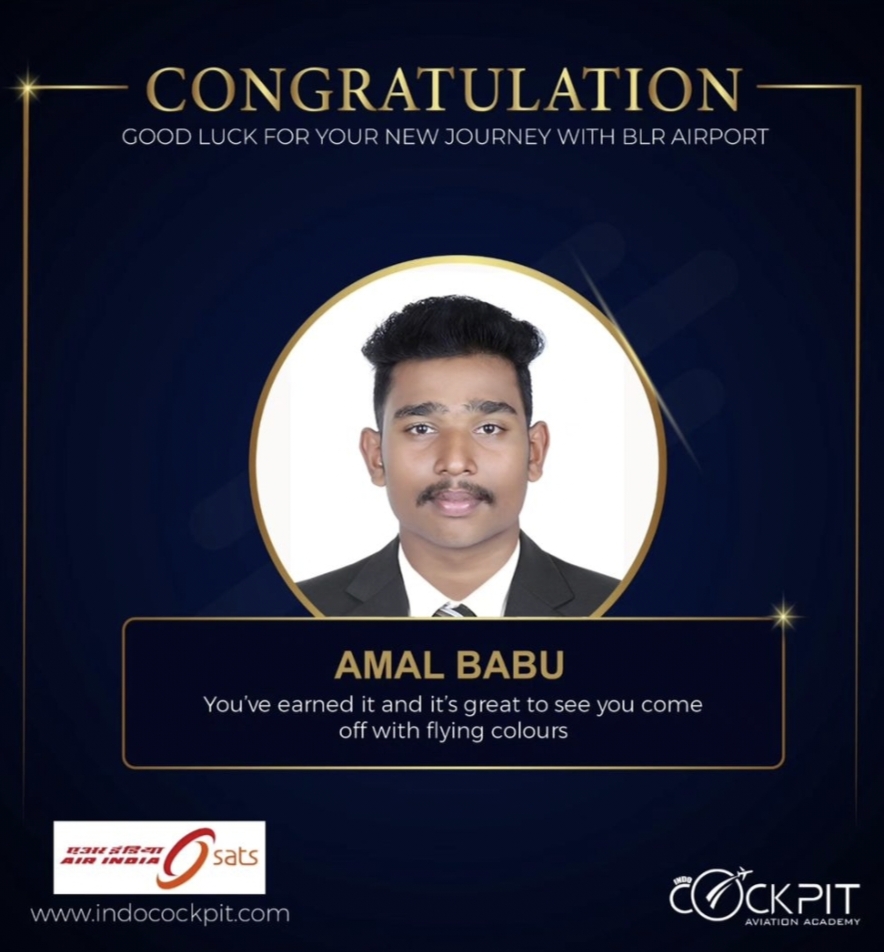 CONGRATULATION
GOOD LUCK FOR YOUR NEW JOURNEY WITH BLR AIRPORT
AMAL BABU
You've earned it and it's great to see you come
off with flying colours
एअर इंडिया
AIR INDIA sats
www.indocockpit.com
INDO
COCKPIT
AVIATION ACADEMY